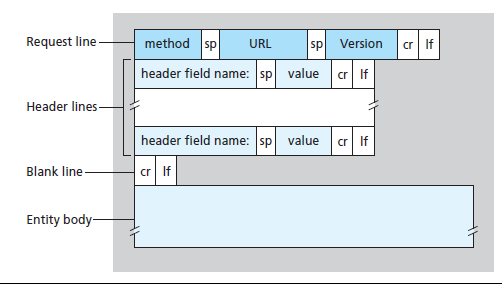 Request line method sp URL sp Version cr lf
header field name: sp value cr lf
Header lines
header field name: sp value cr lf
Blank line cr lf
Entity body